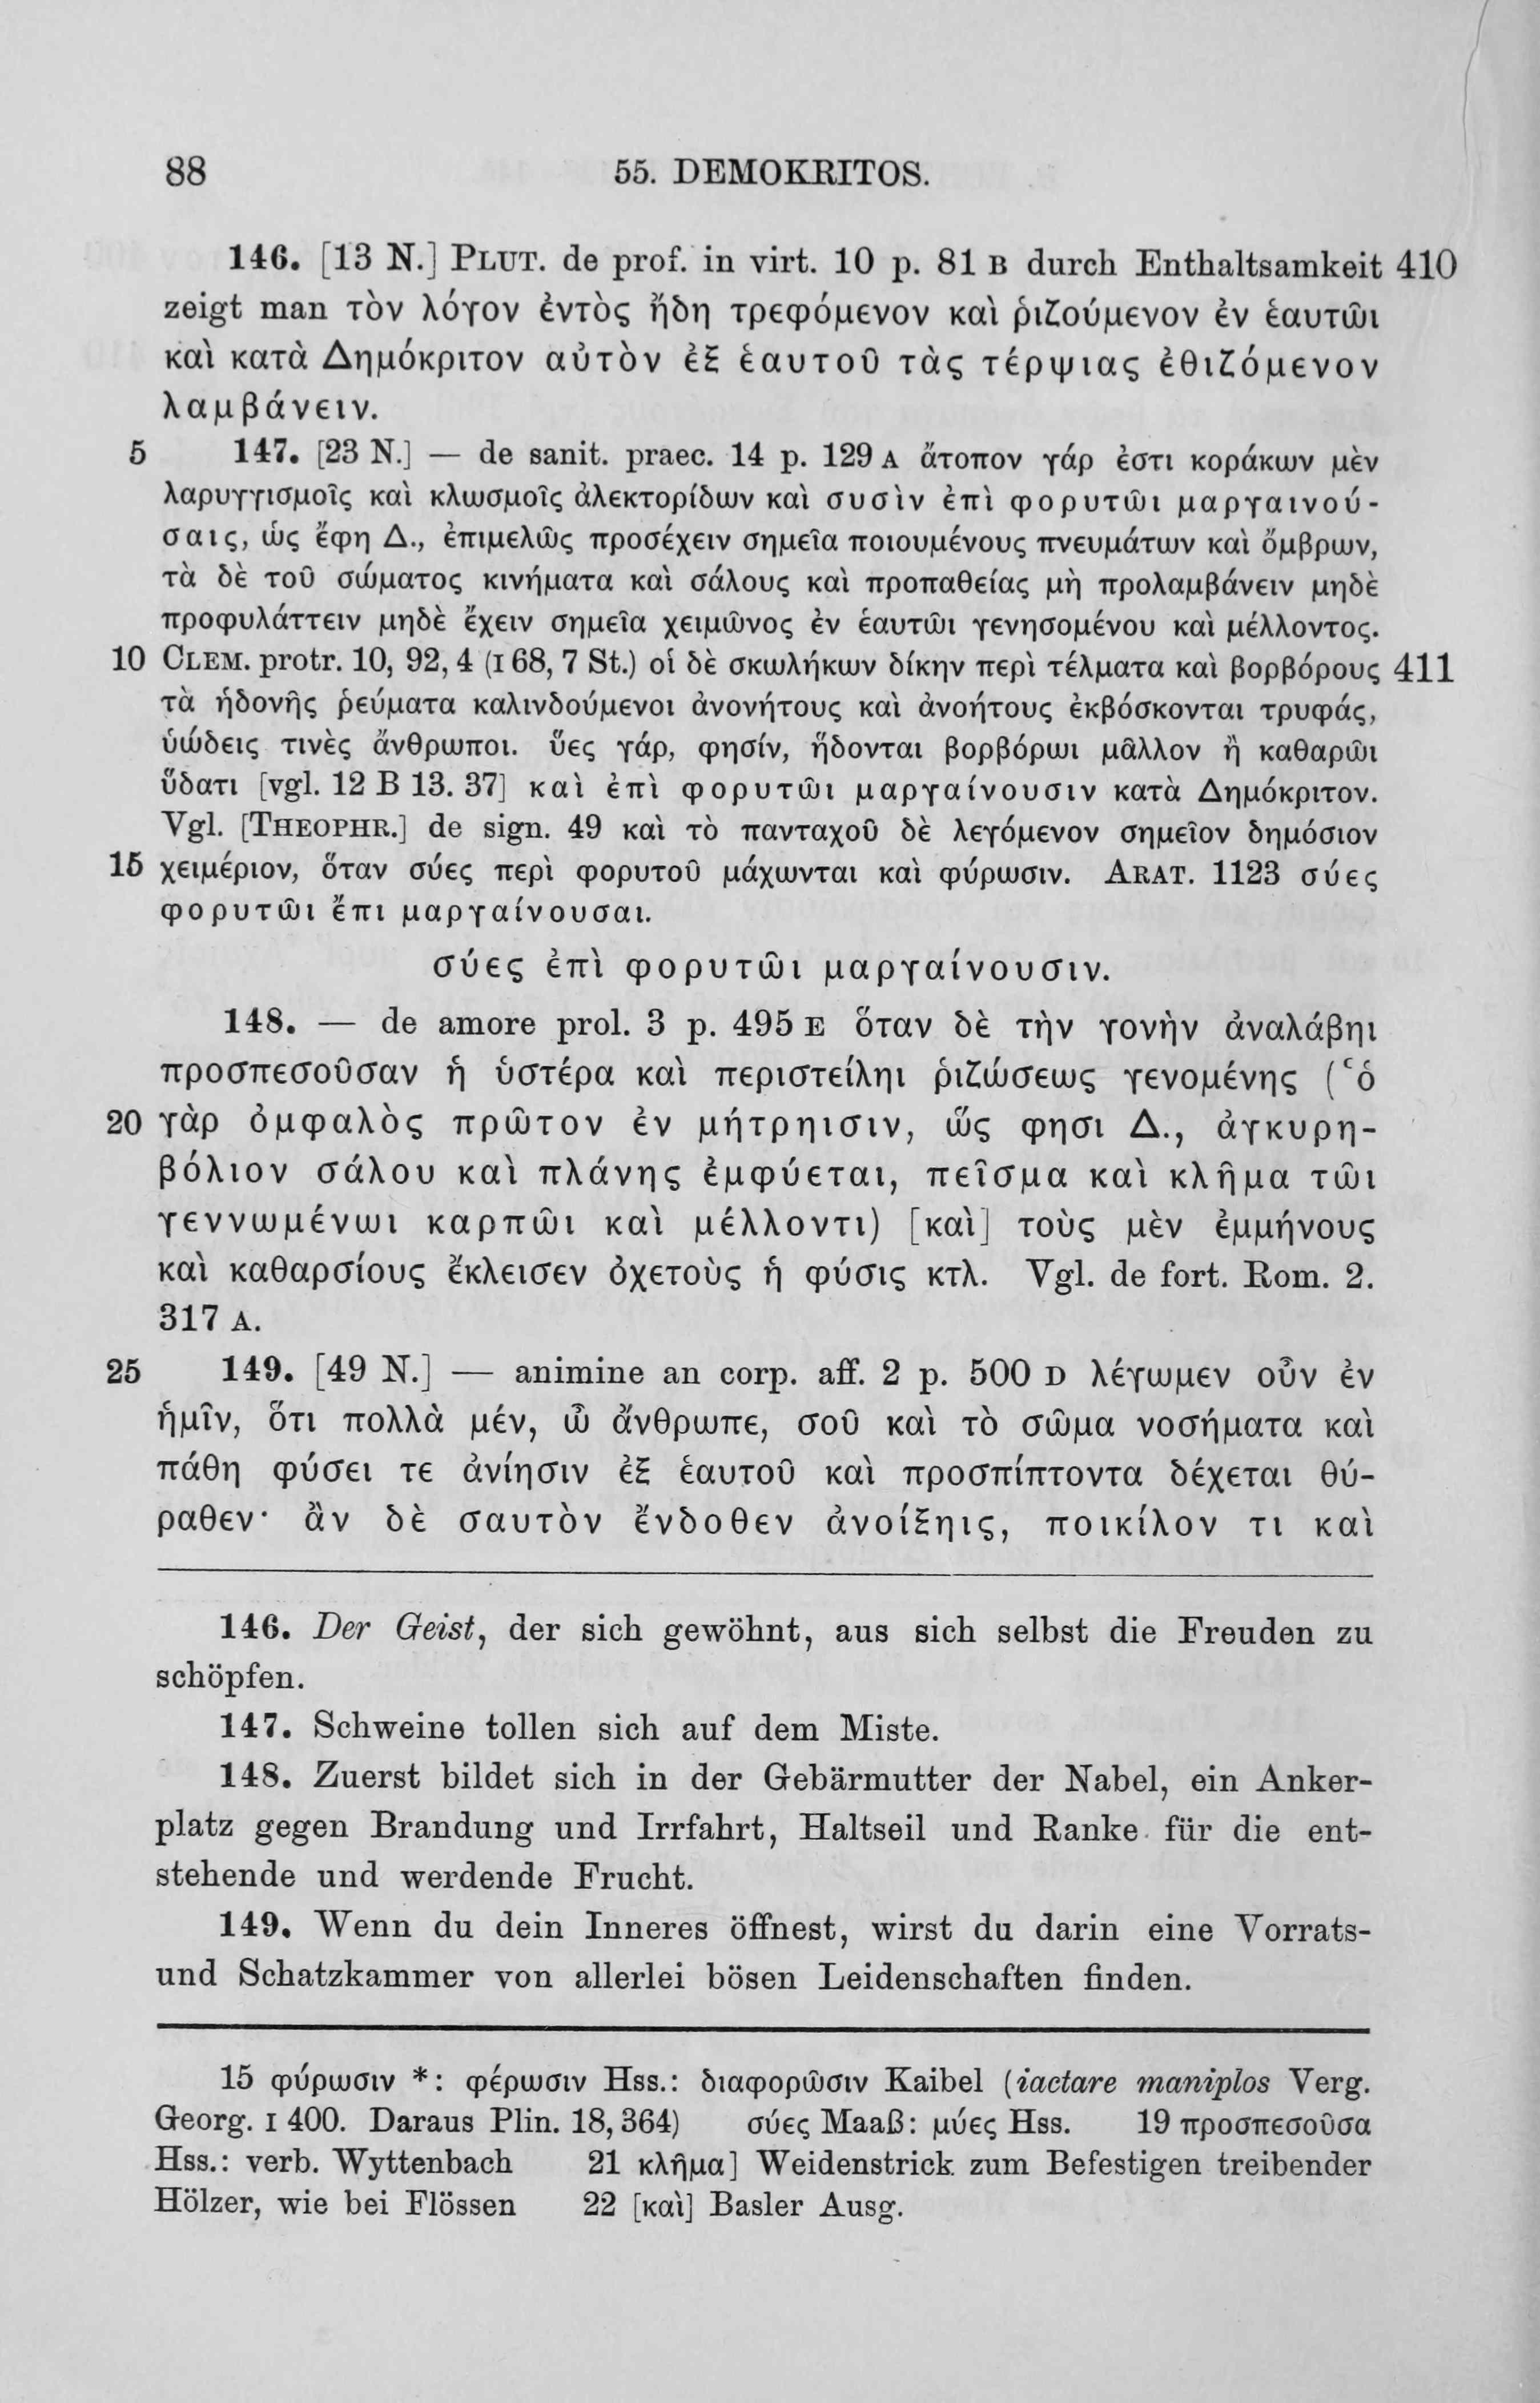 88 55. DEMOKRITOS.
146. [13 N.] PLUT. de prof. in virt. 10 p. 81 B durch Enthaltsamkeit 410
zeigt man τὸν λόγον ἐντὸς ἤδη τρεφόμενον καὶ ῥιζούμενον ἐν ἑαυτῶι
καὶ κατὰ Δημόκριτον αὐτὸν ἐξ ἑαυτοῦ τὰς τέρψιας ἐθιζόμενον
λαμβάνειν.
5 147. [23 N.] — de sanit. praec. 14 p. 129 A ἄτοπον γάρ ἐστι κοράκων μὲν
λαρυγγισμοῖς καὶ κλωσμοῖς ἀλεκτορίδων καὶ συσὶν ἐπὶ φορυτῶι μαργαινού-
σαις, ὡς ἔφη Δ., ἐπιμελῶς προσέχειν σημεῖα ποιουμένους πνευμάτων καὶ ὄμβρων,
τὰ δὲ τοῦ σώματος κινήματα καὶ σάλους καὶ προπαθείας μὴ προλαμβάνειν μηδὲ
προφυλάττειν μηδὲ ἔχειν σημεῖα χειμῶνος ἐν ἑαυτῶι γενησομένου καὶ μέλλοντος.
10 CLEM. protr. 10, 92, 4 (I 68, 7 St.) οἱ δὲ σκωλήκων δίκην περὶ τέλματα καὶ βορβόρους 411
τὰ ἡδονῆς ῥεύματα καλινδούμενοι ἀνονήτους καὶ ἀνοήτους ἐκβόσκονται τρυφάς,
ὑώδεις τινὲς ἄνθρωποι. ὕες γάρ, φησίν, ἥδονται βορβόρωι μᾶλλον ἢ καθαρῶι
ὕδατι [vgl. 12 B 13. 37] καὶ ἐπὶ φορυτῶι μαργαίνουσιν κατὰ Δημόκριτον.
Vgl. [THEOPHR.] de sign. 49 καὶ τὸ πανταχοῦ δὲ λεγόμενον σημεῖον δημόσιον
15 χειμέριον, ὅταν σύες περὶ φορυτοῦ μάχωνται καὶ φύρωσιν. ARAT. 1123 σύες
φορυτῶι ἔπι μαργαίνουσαι.
σύες ἐπὶ φορυτῶι μαργαίνουσιν.
148. — de amore prol. 3 p. 495 E ὅταν δὲ τὴν γονὴν ἀναλάβηι
προσπεσοῦσαν ἡ ὑστέρα καὶ περιστείληι ῥιζώσεως γενομένης (‘ὁ
20 γὰρ ὀμφαλὸς πρῶτον ἐν μήτρηισιν, ὥς φησι Δ., ἀγκυρη-
βόλιον σάλου καὶ πλάνης ἐμφύεται, πεῖσμα καὶ κλῆμα τῶι
γεννωμένωι καρπῶι καὶ μέλλοντι) [καὶ] τοὺς μὲν ἐμμήνους
καὶ καθαρσίους ἔκλεισεν ὀχετοὺς ἡ φύσις κτλ. Vgl. de fort. Rom. 2.
317 A.
25 149. [49 N.] — animine an corp. aff. 2 p. 500 D λέγωμεν οὖν ἐν
ἡμῖν, ὅτι πολλὰ μέν, ὦ ἄνθρωπε, σοῦ καὶ τὸ σῶμα νοσήματα καὶ
πάθη φύσει τε ἀνίησιν ἐξ ἑαυτοῦ καὶ προσπίπτοντα δέχεται θύ-
ραθεν· ἂν δὲ σαυτὸν ἔνδοθεν ἀνοίξηις, ποικίλον τι καὶ
146. Der Geist, der sich gewöhnt, aus sich selbst die Freuden zu
schöpfen.
147. Schweine tollen sich auf dem Miste.
148. Zuerst bildet sich in der Gebärmutter der Nabel, ein Anker-
platz gegen Brandung und Irrfahrt, Haltseil und Ranke für die ent-
stehende und werdende Frucht.
149. Wenn du dein Inneres öffnest, wirst du darin eine Vorrats-
und Schatzkammer von allerlei bösen Leidenschaften finden.
15 φύρωσιν *: φέρωσιν Hss.: διαφορῶσιν Kaibel (iactare maniplos Verg.
Georg. I 400. Daraus Plin. 18, 364) σύες Maaß: μύες Hss. 19 προσπεσοῦσα
Hss.: verb. Wyttenbach 21 κλῆμα] Weidenstrick zum Befestigen treibender
Hölzer, wie bei Flössen 22 [καὶ] Basler Ausg.